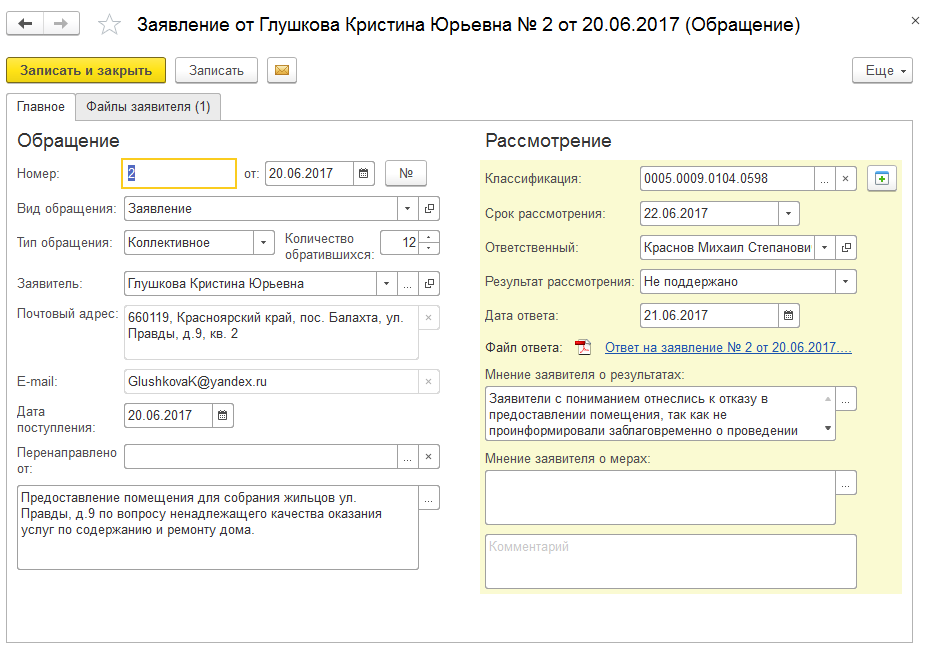 Заявление от Глушкова Кристина Юрьевна № 2 от 20.06.2017 (Обращение)
Записать и закрыть
Записать
Еще
Главное
Файлы заявителя (1)
Обращение
Номер: 2 от: 20.06.2017 №
Вид обращения: Заявление
Тип обращения: Коллективное Количество обратившихся: 12
Заявитель: Глушкова Кристина Юрьевна ...
Почтовый адрес: 660119, Красноярский край, пос. Балахта, ул.
Правды, д.9, кв. 2
E-mail: GlushkovaK@yandex.ru
Дата
поступления: 20.06.2017
Перенаправлено
от: ...
Предоставление помещения для собрания жильцов ул.
Правды, д.9 по вопросу ненадлежащего качества оказания
услуг по содержанию и ремонту дома.
...
Рассмотрение
Классификация: 0005.0009.0104.0598 ...
Срок рассмотрения: 22.06.2017
Ответственный: Краснов Михаил Степанови
Результат рассмотрения: Не поддержано
Дата ответа: 21.06.2017
Файл ответа: Ответ на заявление № 2 от 20.06.2017....
Мнение заявителя о результатах:
Заявители с пониманием отнеслись к отказу в
предоставлении помещения, так как не
проинформировали заблаговременно о проведении
...
Мнение заявителя о мерах:
...
Комментарий